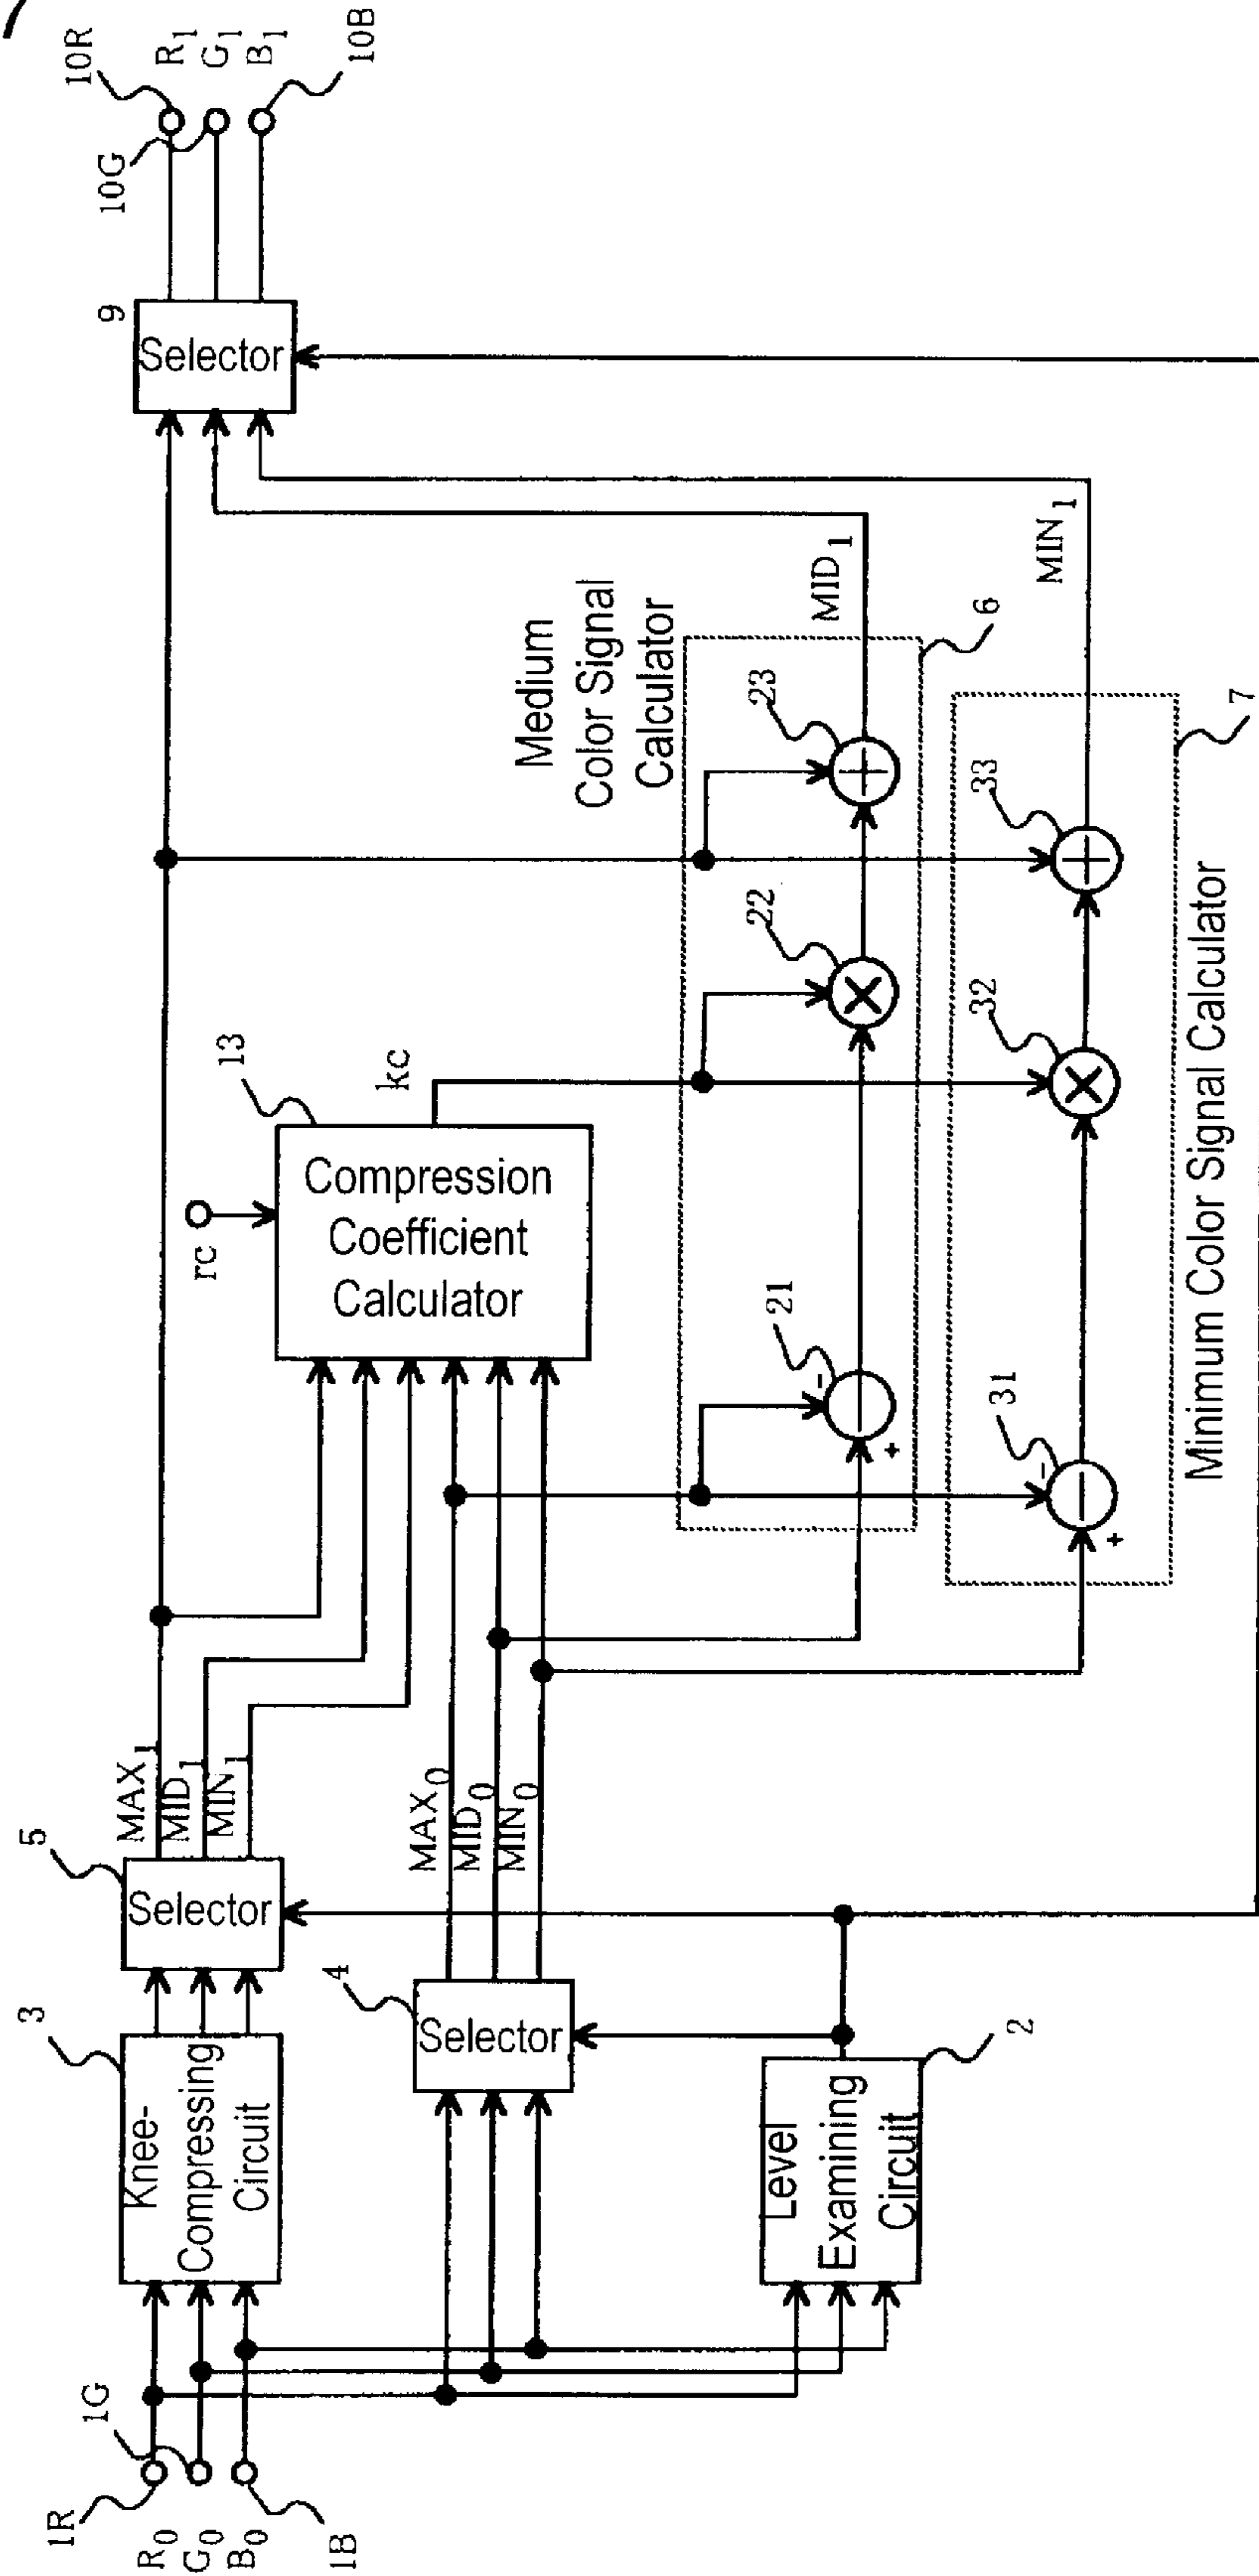 7
1R
R0
G0
B0
1G
1B
3
Knee-
Compressing
Circuit
5
Selector
MAX1
MID1
MIN1
4
Selector
MAX0
MID0
MIN0
Level
Examining
Circuit
2
rc
13
Compression
Coefficient
Calculator
kc
Medium
Color Signal
Calculator
21
-
+
22
23
MID1
6
31
-
+
32
33
MIN1
7
Minimum Color Signal Calculator
9
Selector
10R
10G
R1
G1
B1
10B